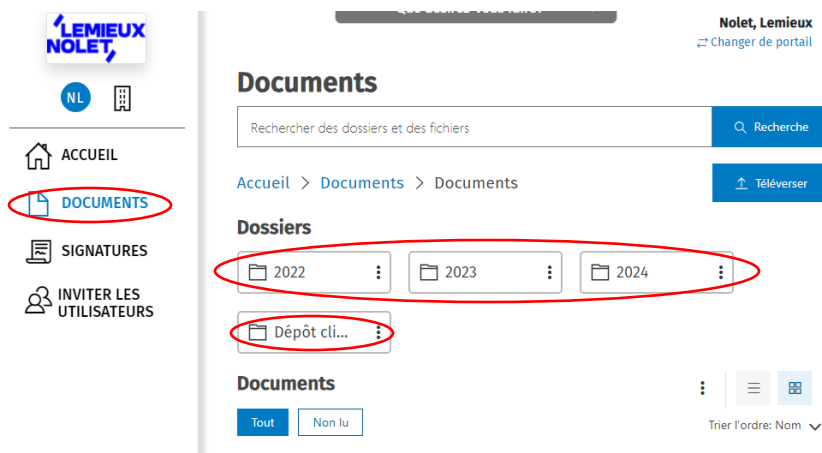 LEMIEUX
NOLET
Nolet, Lemieux
Changer de portail
NL
Documents
Rechercher des dossiers et des fichiers
Recherche
ACCUEIL
DOCUMENTS
SIGNATURES
INVITER LES
UTILISATEURS
Accueil > Documents > Documents
Téléverser
Dossiers
2022
2023
2024
Dépôt cli...
Documents
Tout
Non lu
Trier l'ordre: Nom